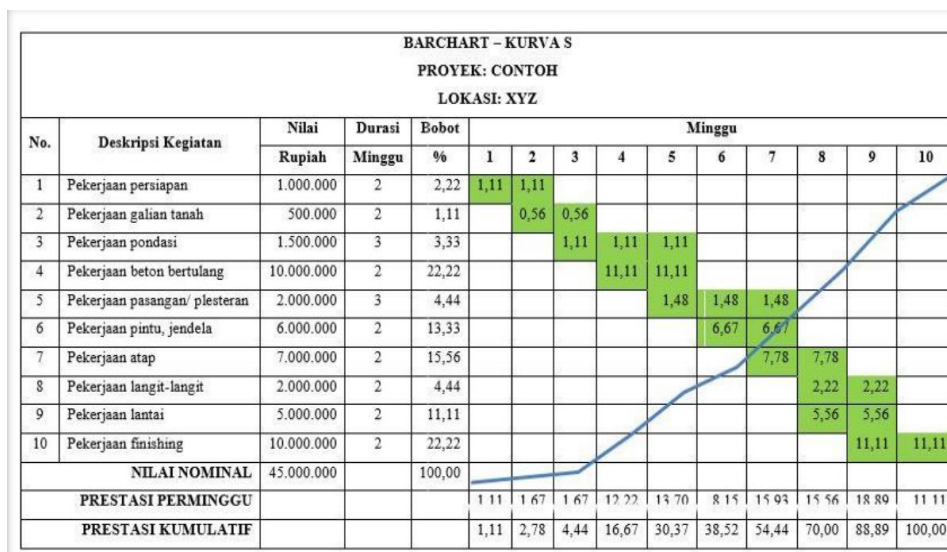 BARCHART – KURVA S
PROYEK: CONTOH
LOKASI: XYZ
No. Deskripsi Kegiatan Nilai Durasi Bobot Minggu
Rupiah Minggu % 1 2 3 4 5 6 7 8 9 10
1 Pekerjaan persiapan 1.000.000 2 2,22 1,11 1,11
2 Pekerjaan galian tanah 500.000 2 1,11 0,56 0,56
3 Pekerjaan pondasi 1.500.000 3 3,33 1,11 1,11 1,11
4 Pekerjaan beton bertulang 10.000.000 2 22,22 11,11 11,11
5 Pekerjaan pasangan/ plesteran 2.000.000 3 4,44 1,48 1,48 1,48
6 Pekerjaan pintu, jendela 6.000.000 2 13,33 6,67 6,67
7 Pekerjaan atap 7.000.000 2 15,56 7,78 7,78
8 Pekerjaan langit-langit 2.000.000 2 4,44 2,22 2,22
9 Pekerjaan lantai 5.000.000 2 11,11 5,56 5,56
10 Pekerjaan finishing 10.000.000 2 22,22 11,11 11,11
NILAI NOMINAL 45.000.000 100,00
PRESTASI PERMINGGU 1,11 1,67 1,67 12,22 13,70 8,15 15,93 15,56 18,89 11,11
PRESTASI KUMULATIF 1,11 2,78 4,44 16,67 30,37 38,52 54,44 70,00 88,89 100,00